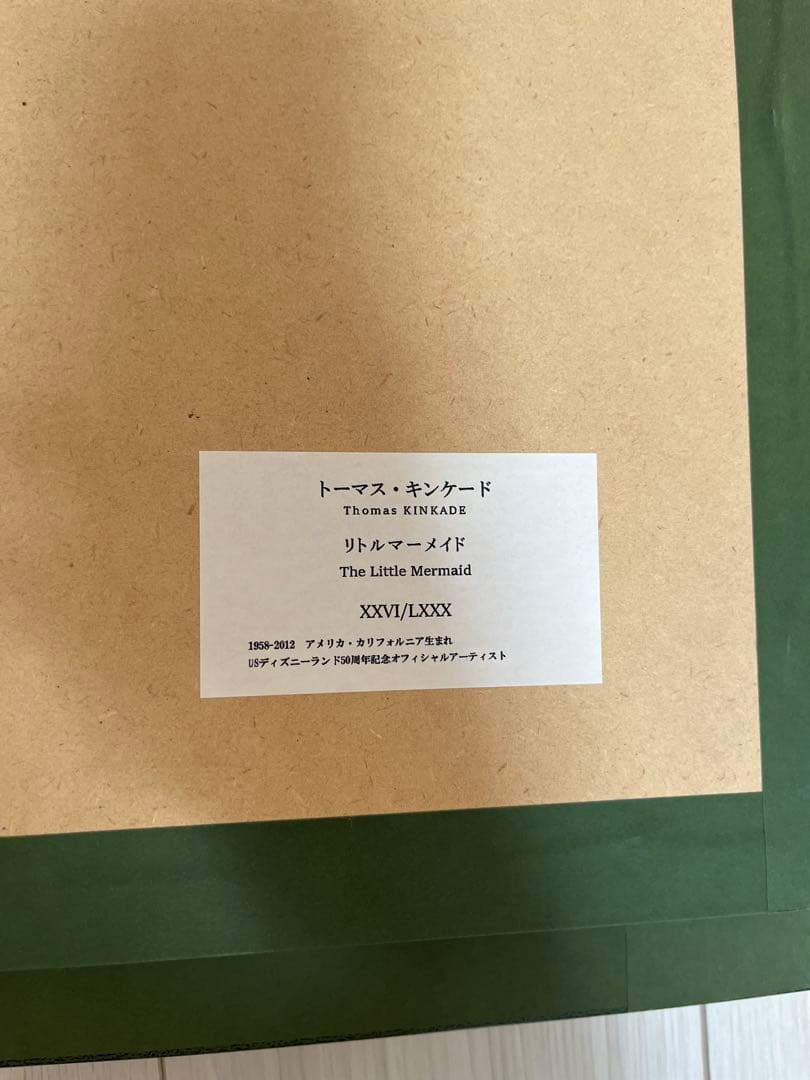 トーマス・キンケード
Thomas KINKADE
リトルマーメイド
The Little Mermaid
XXVI/LXXX
1958-2012 アメリカ・カリフォルニア生まれ
USディズニーランド50周年記念オフィシャルアーティスト